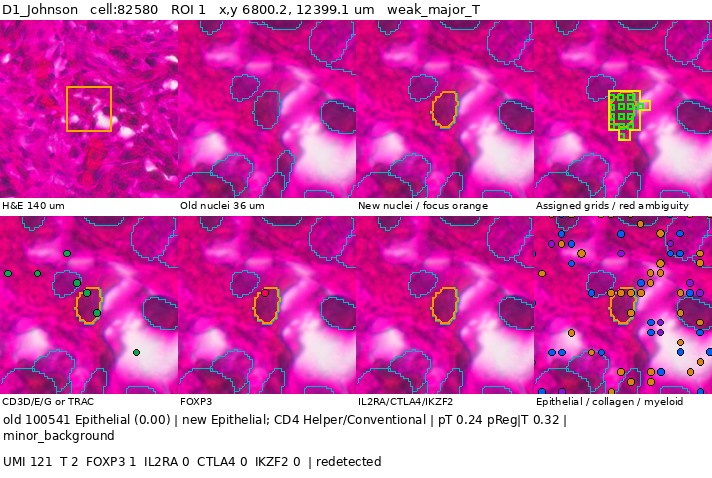 D1_Johnson cell:82580 ROI 1 x,y 6800.2, 12399.1 um weak_major_T
H&E 140 um
Old nuclei 36 um
New nuclei / focus orange
Assigned grids / red ambiguity
CD3D/E/G or TRAC
FOXP3
IL2RA/CTLA4/IKZF2
Epithelial / collagen / myeloid
old 100541 Epithelial (0.00) | new Epithelial; CD4 Helper/Conventional | pT 0.24 pReg|T 0.32 |
minor_background
UMI 121 T 2 FOXP3 1 IL2RA 0 CTLA4 0 IKZF2 0 | redetected